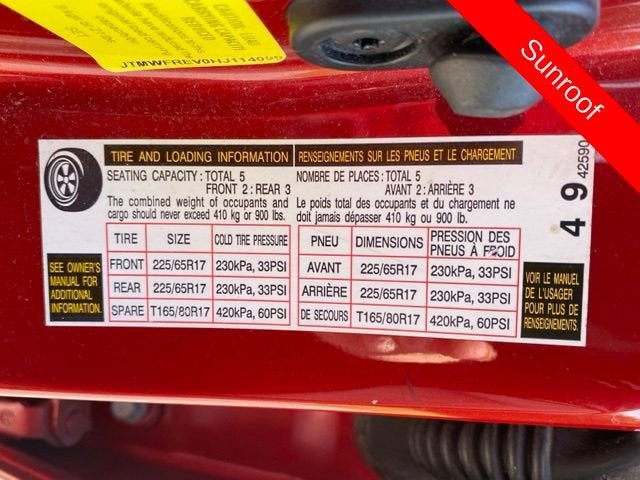 CAUTION: LOAD
CARRYING CAPACITY
REDUCED
JTMWFREV0HJ114099
Sunroof
TIRE AND LOADING INFORMATION
SEATING CAPACITY : TOTAL 5
FRONT 2 : REAR 3
The combined weight of occupants and
cargo should never exceed 410 kg or 900 lbs.
RENSEIGNEMENTS SUR LES PNEUS ET LE CHARGEMENT
NOMBRE DE PLACES : TOTAL 5
AVANT 2 : ARRIÈRE 3
Le poids total des occupants et du chargement ne
doit jamais dépasser 410 kg ou 900 lb.
TIRE SIZE COLD TIRE PRESSURE
FRONT 225/65R17 230kPa, 33PSI
REAR 225/65R17 230kPa, 33PSI
SPARE T165/80R17 420kPa, 60PSI
PNEU DIMENSIONS PRESSION DES
PNEUS À FROID
AVANT 225/65R17 230kPa, 33PSI
ARRIÈRE 225/65R17 230kPa, 33PSI
DE SECOURS T165/80R17 420kPa, 60PSI
SEE OWNER'S
MANUAL FOR
ADDITIONAL
INFORMATION.
VOIR LE MANUEL
DE L'USAGER
POUR PLUS DE
RENSEIGNEMENTS.
4 9
42590